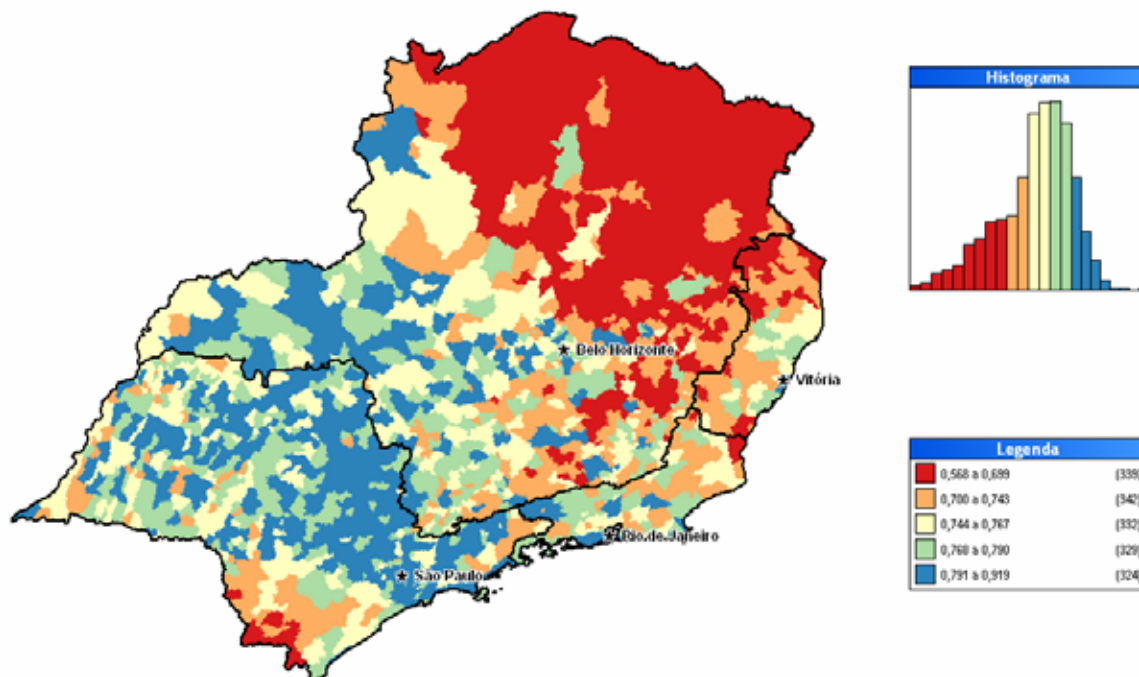 Histograma
Belo Horizonte
Vitória
Rio de Janeiro
São Paulo
Legenda
0,568 a 0,699 (339)
0,700 a 0,743 (342)
0,744 a 0,767 (332)
0,768 a 0,790 (329)
0,791 a 0,919 (324)